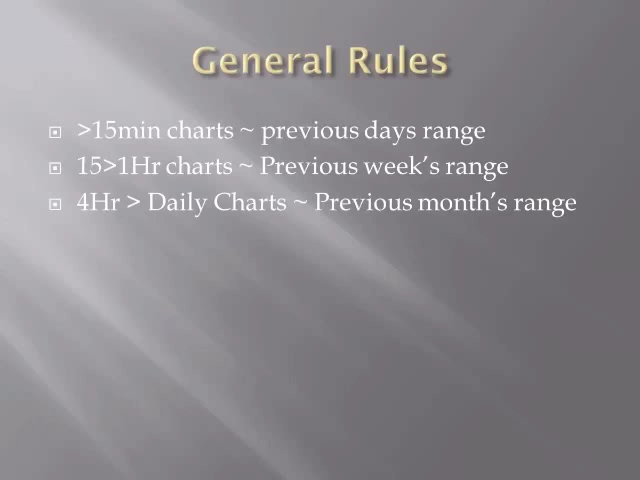 General Rules
>15min charts ~ previous days range
15>1Hr charts ~ Previous week's range
4Hr > Daily Charts ~ Previous month's range